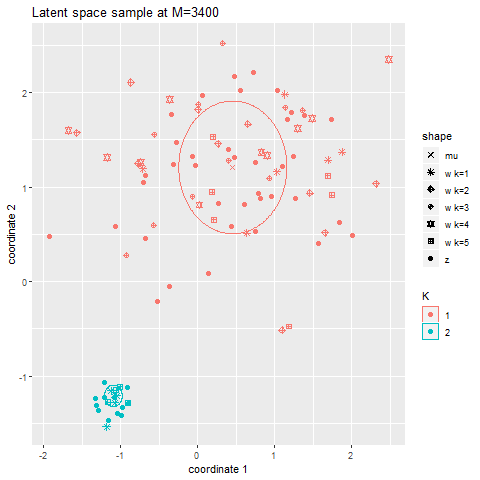 Latent space sample at M=3400
coordinate 2
2
1
0
-1
-2
-1
0
1
2
coordinate 1
shape
mu
w k=1
w k=2
w k=3
w k=4
w k=5
z
K
1
2